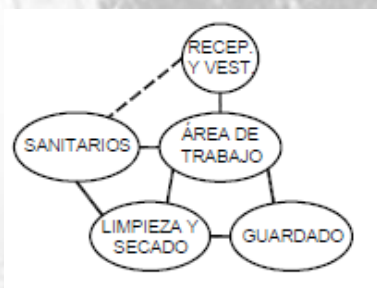 RECEP.
Y VEST.
SANITARIOS
ÁREA DE
TRABAJO
LIMPIEZA Y
SECADO
GUARDADO